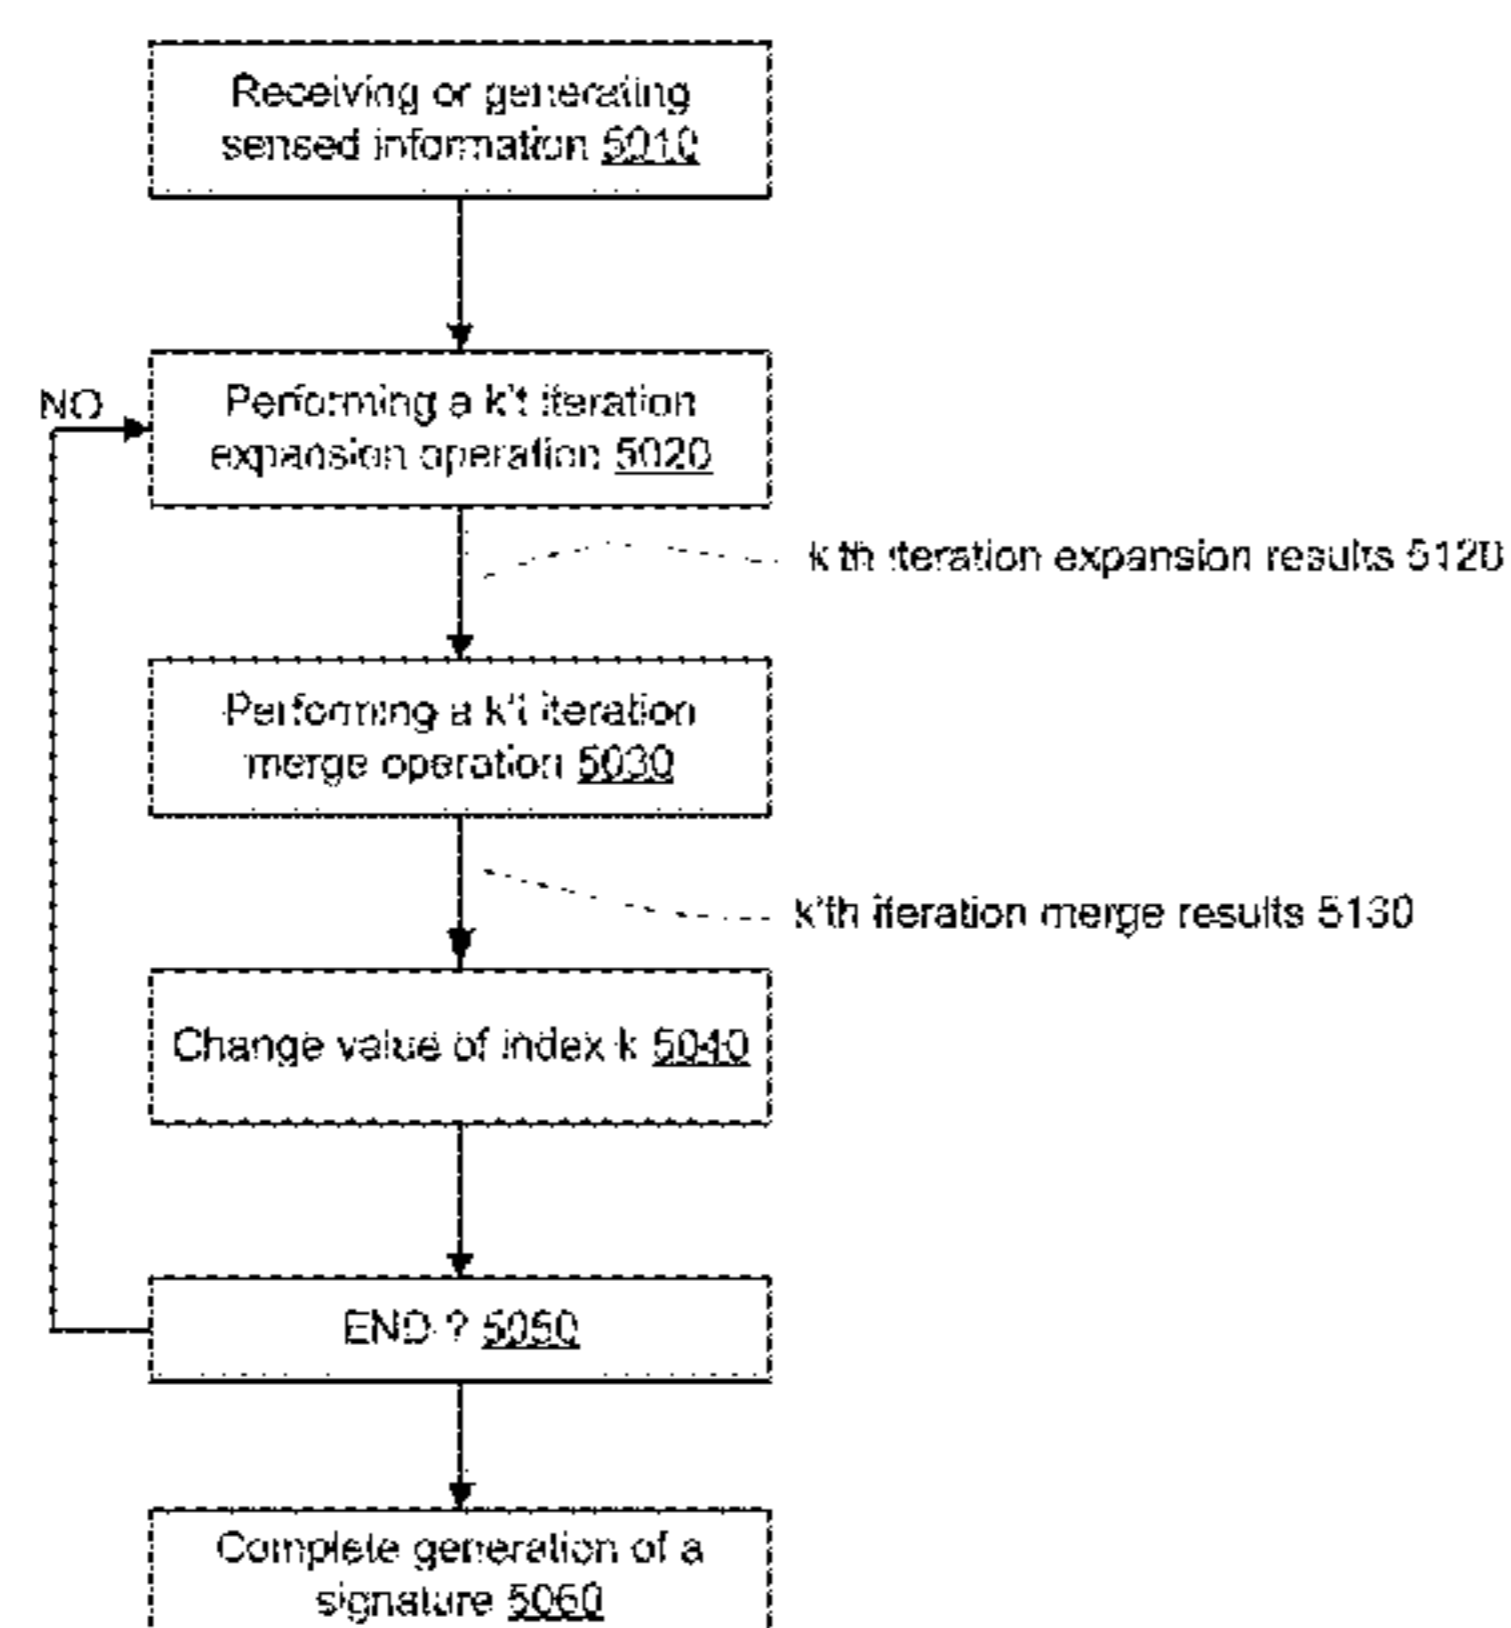 Receiving or generating
sensed information 5010
NO
Performing a k't iteration
expansion operation 5020
k'th iteration expansion results 5120
Performing a k't iteration
merge operation 5030
k'th iteration merge results 5130
Change value of index k 5040
END ? 5050
Complete generation of a
signature 5060